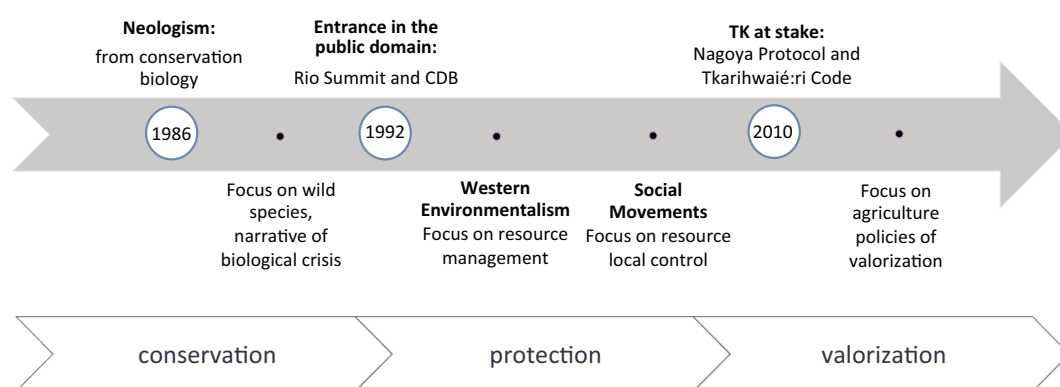 Neologism:
from conservation
biology
Entrance in the
public domain:
Rio Summit and CDB
TK at stake:
Nagoya Protocol and
Tkarihwaié:ri Code
1986
1992
2010
Focus on wild
species,
narrative of
biological crisis
Western
Environmentalism
Focus on resource
management
Social
Movements
Focus on resource
local control
Focus on
agriculture
policies of
valorization
conservation
protection
valorization